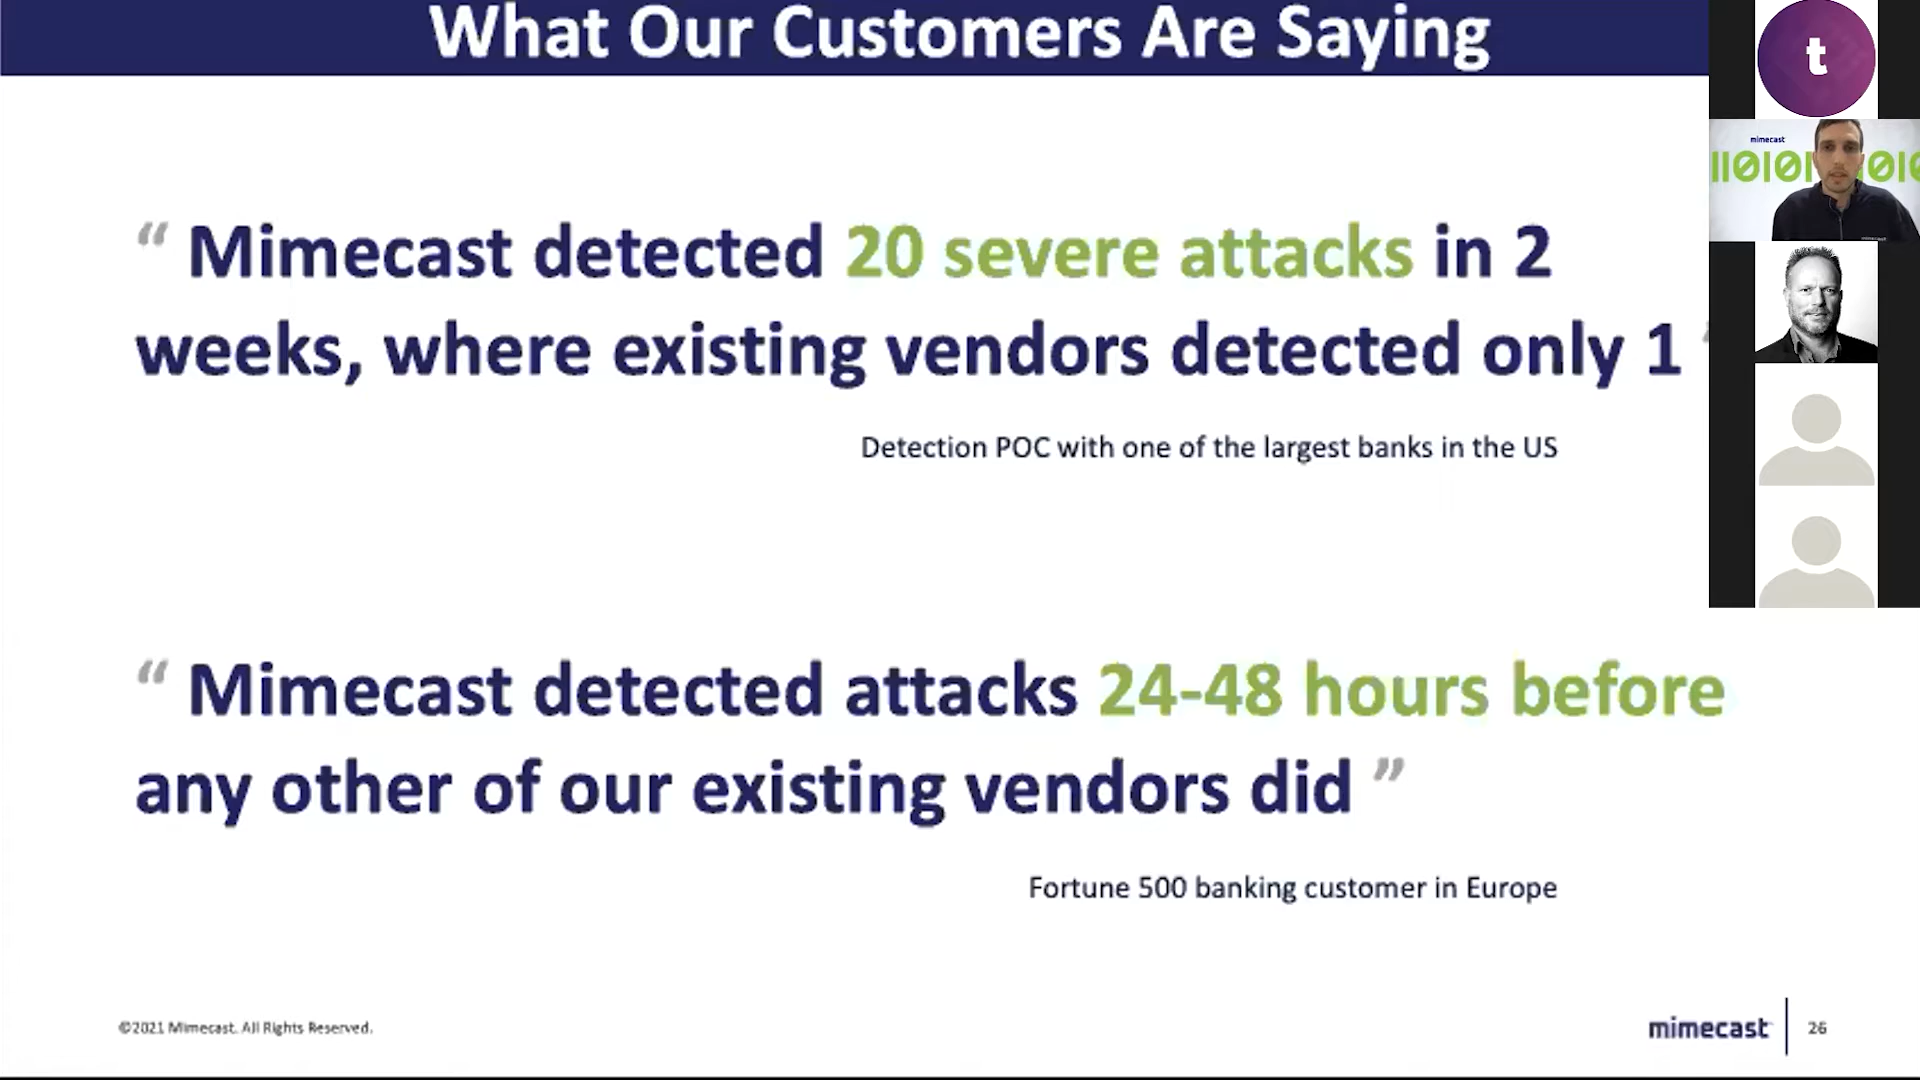 What Our Customers Are Saying
t
mimecast
“ Mimecast detected 20 severe attacks in 2
weeks, where existing vendors detected only 1 "
Detection POC with one of the largest banks in the US
“ Mimecast detected attacks 24-48 hours before
any other of our existing vendors did ”
Fortune 500 banking customer in Europe
©2021 Mimecast. All Rights Reserved.
mimecast
26